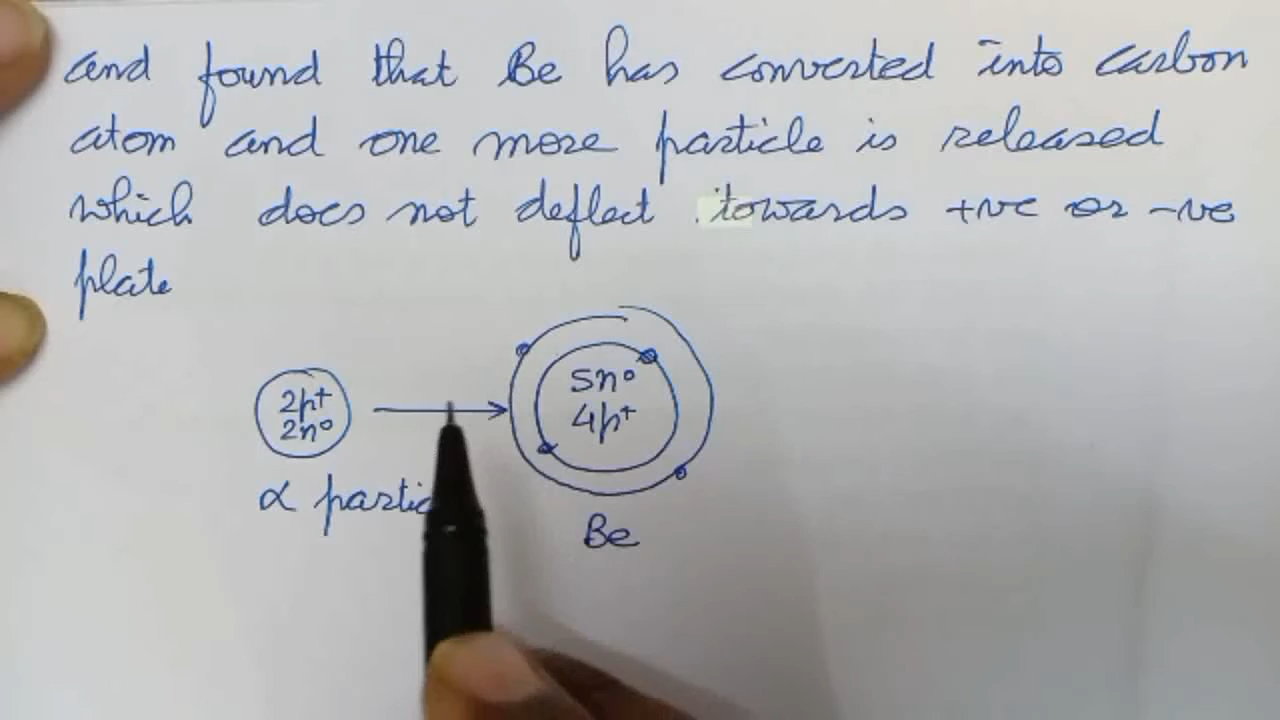 and found that Be has converted into carbon
atom and one more particle is released
which does not deflect towards +ve or -ve
plate
2p+
2n°
5n°
4p+
α
Be